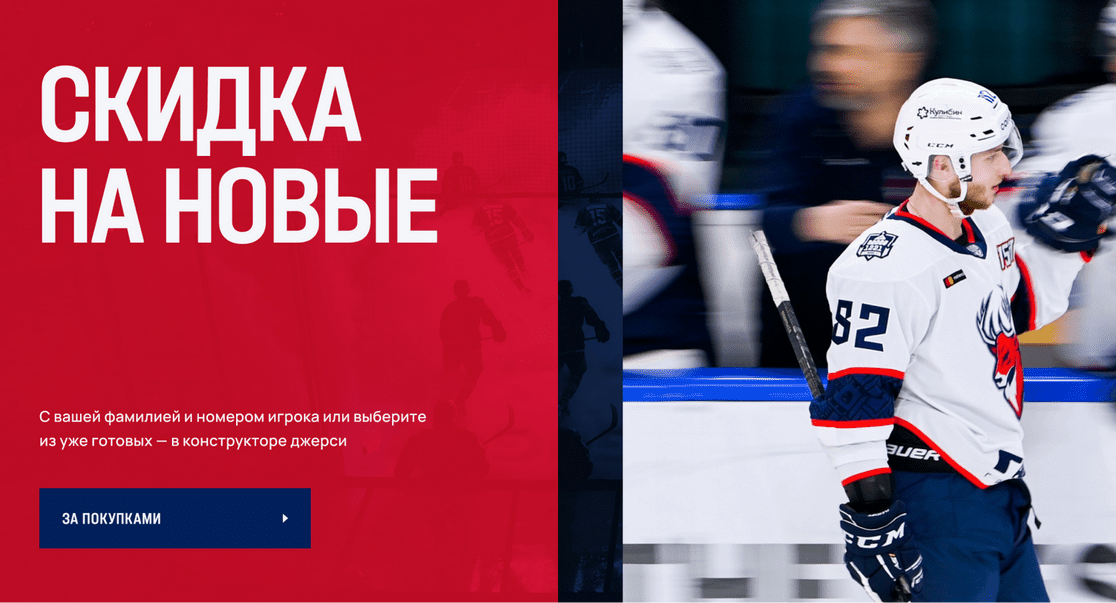 СКИДКА
НА НОВЫЕ
С вашей фамилией и номером игрока или выберите
из уже готовых — в конструкторе джерси
ЗА ПОКУПКАМИ
Кулибин
CCM
82
BAUER
CCM